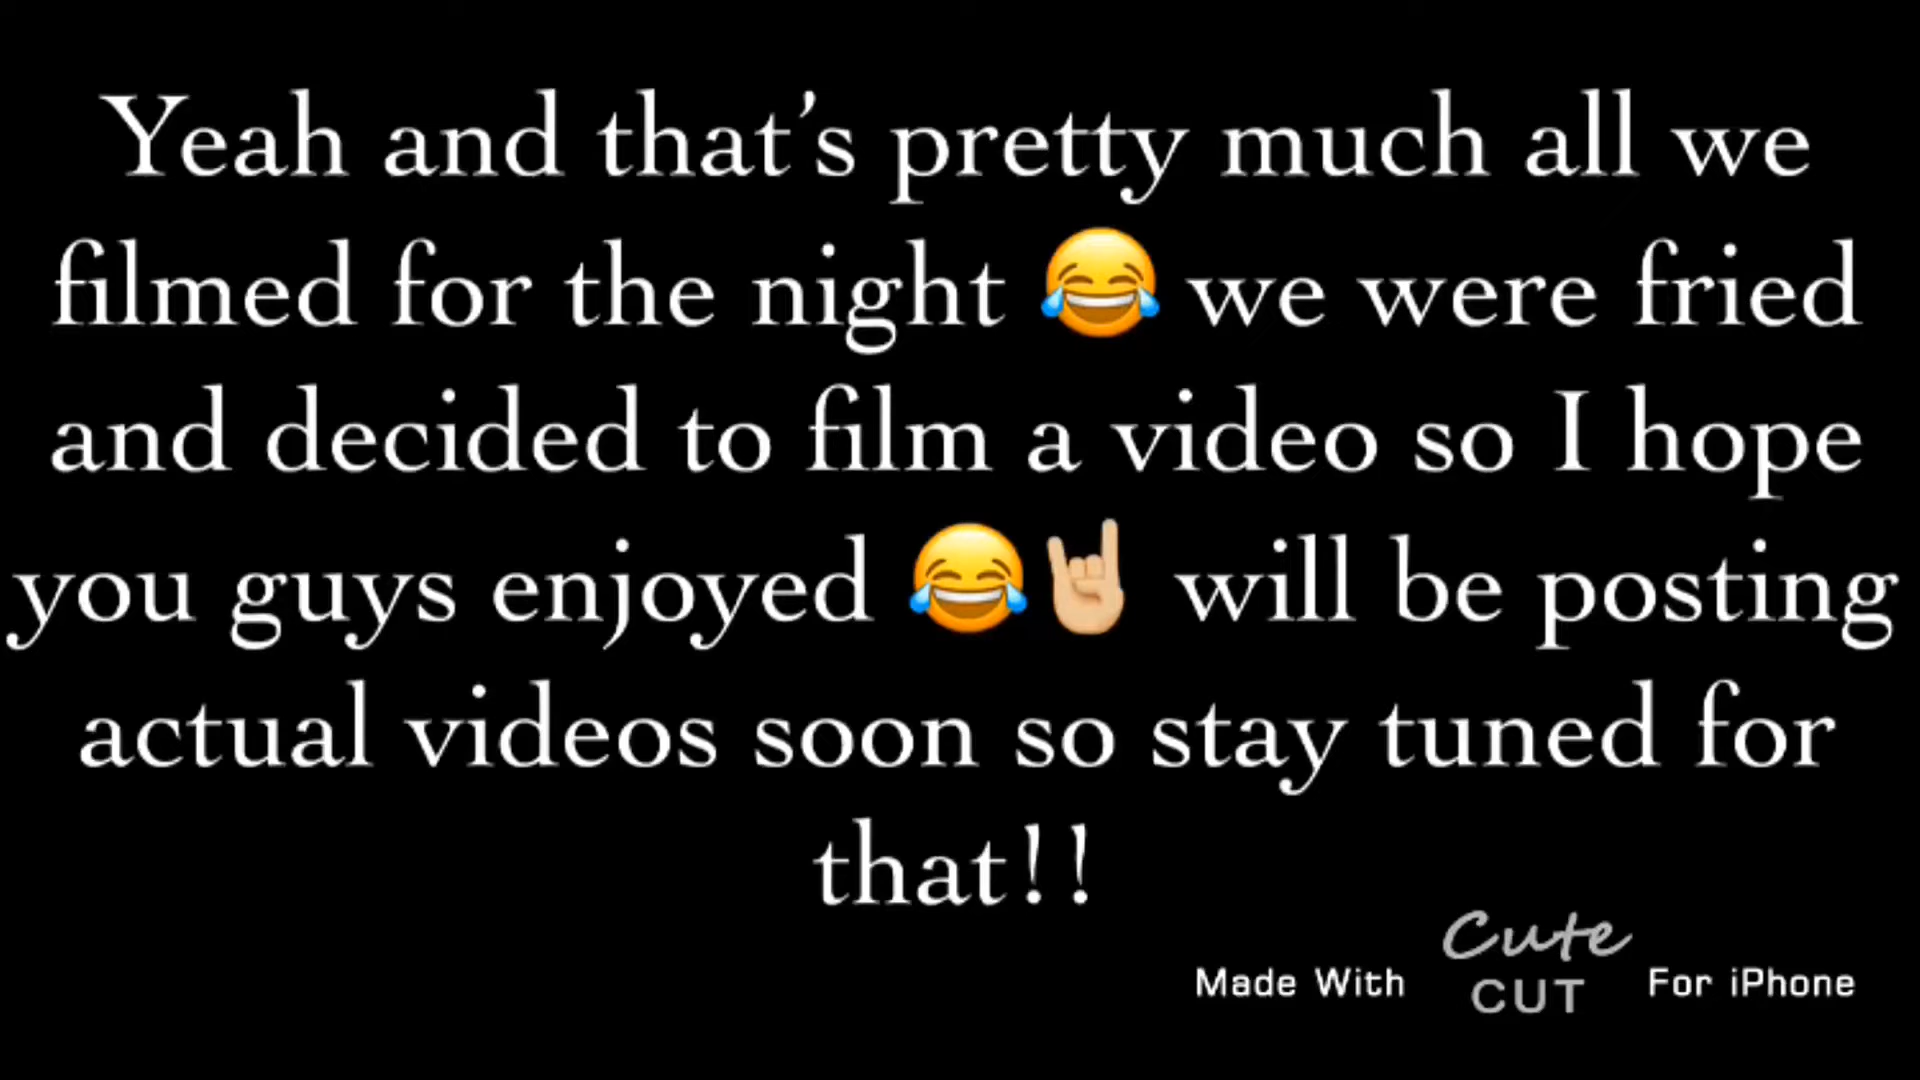 Yeah and that’s pretty much all we
filmed for the night 😂 we were fried
and decided to film a video so I hope
you guys enjoyed 😂🤘🏼 will be posting
actual videos soon so stay tuned for
that!!
Made With Cute CUT For iPhone